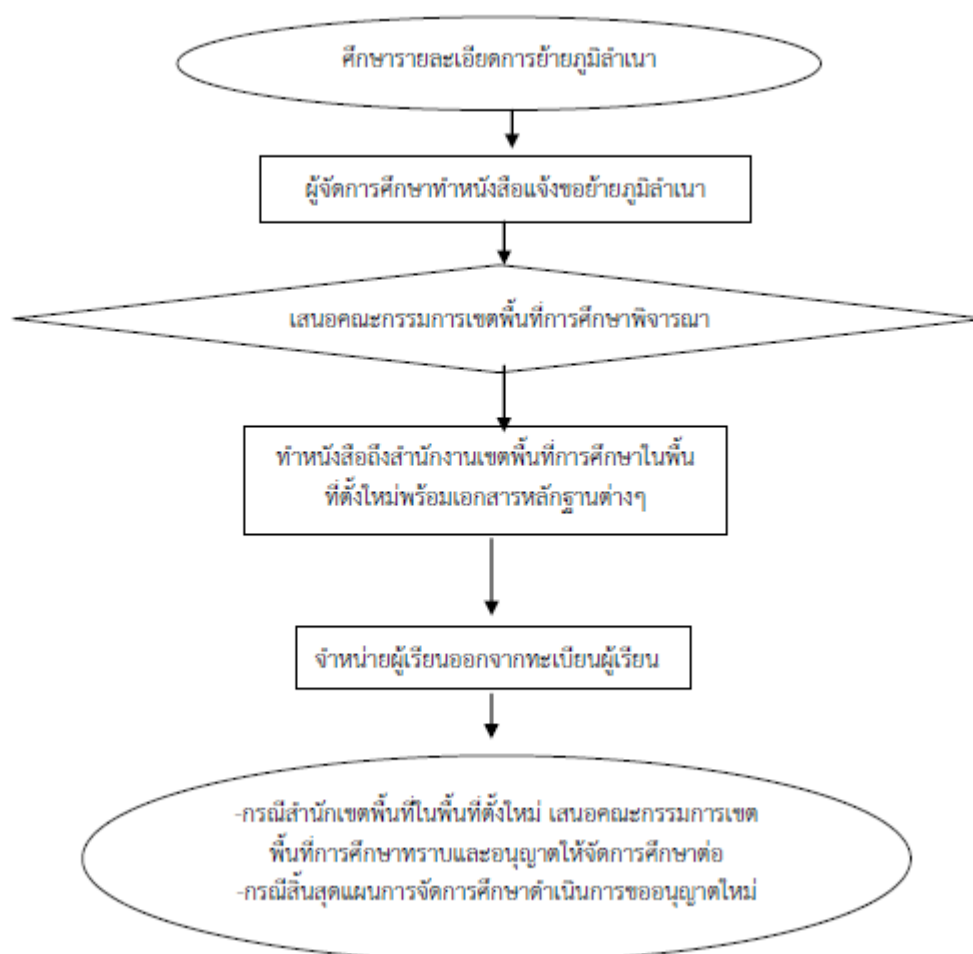 ศึกษารายละเอียดการย้ายภูมิลำเนา
ผู้จัดการศึกษาทำหนังสือแจ้งขอย้ายภูมิลำเนา
เสนอคณะกรรมการเขตพื้นที่การศึกษาพิจารณา
ทำหนังสือถึงสำนักงานเขตพื้นที่การศึกษาในพื้น
ที่ตั้งใหม่พร้อมเอกสารหลักฐานต่างๆ
จำหน่ายผู้เรียนออกจากทะเบียนผู้เรียน
-กรณีสำนักเขตพื้นที่ในพื้นที่ตั้งใหม่ เสนอคณะกรรมการเขต
พื้นที่การศึกษาทราบและอนุญาตให้จัดการศึกษาต่อ
-กรณีสิ้นสุดแผนการจัดการศึกษาดำเนินการขออนุญาตใหม่